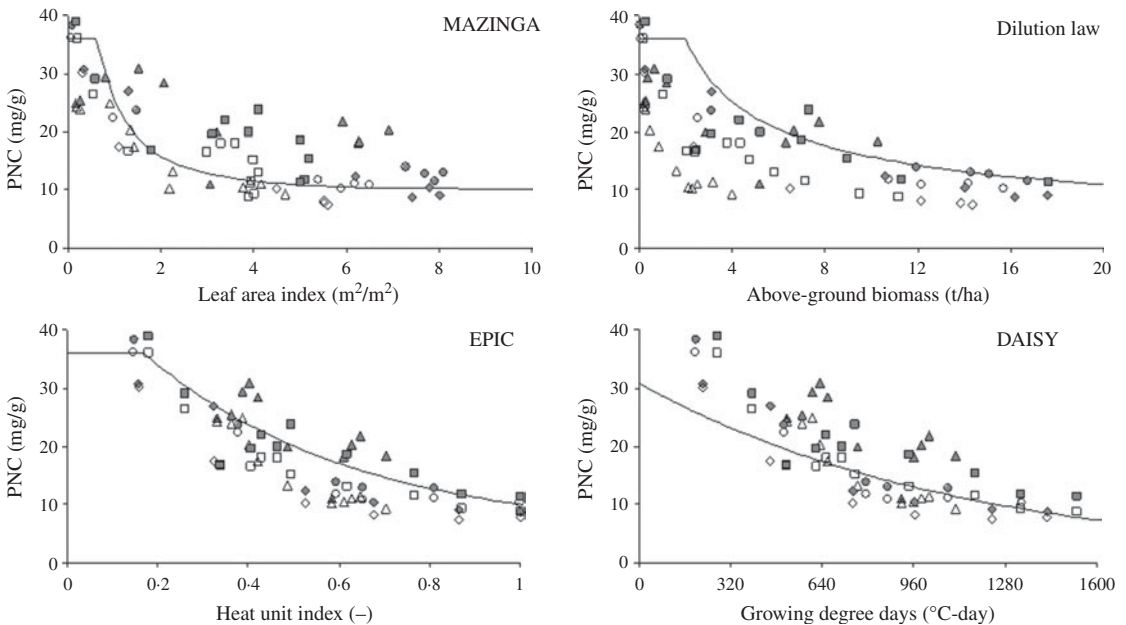 MAZINGA
PNC (mg/g)
40
30
20
10
0
0 2 4 6 8 10
Leaf area index (m²/m²)
Dilution law
PNC (mg/g)
40
30
20
10
0
0 4 8 12 16 20
Above-ground biomass (t/ha)
EPIC
PNC (mg/g)
40
30
20
10
0
0 0·2 0·4 0·6 0·8 1
Heat unit index (–)
DAISY
PNC (mg/g)
40
30
20
10
0
0 320 640 960 1280 1600
Growing degree days (°C-day)